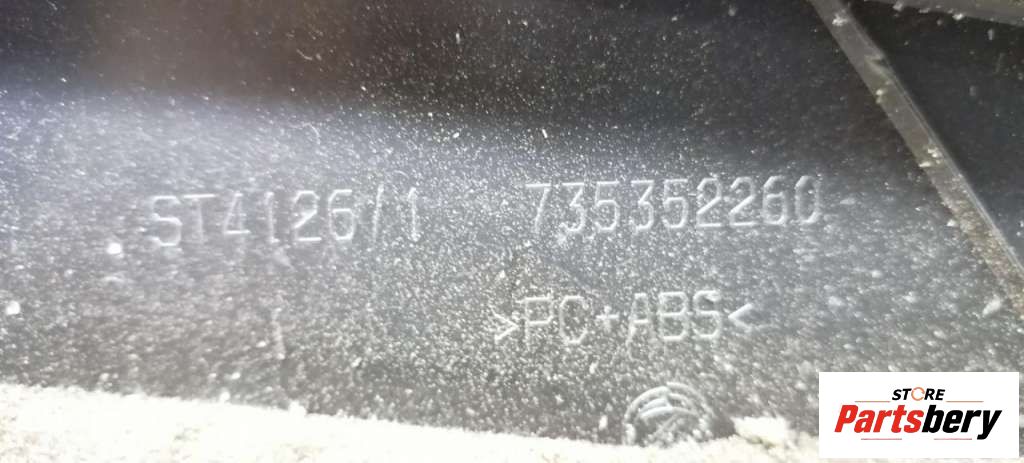 ST4126/1 735352260
>PC+ABS<
STORE
Partsbery